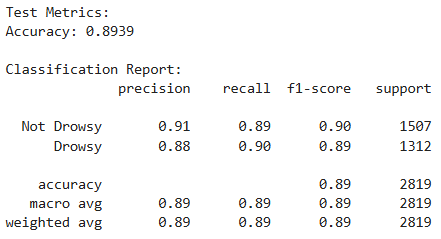 Test Metrics:
Accuracy: 0.8939
Classification Report:
precision recall f1-score support
Not Drowsy 0.91 0.89 0.90 1507
Drowsy 0.88 0.90 0.89 1312
accuracy 0.89 2819
macro avg 0.89 0.89 0.89 2819
weighted avg 0.89 0.89 0.89 2819